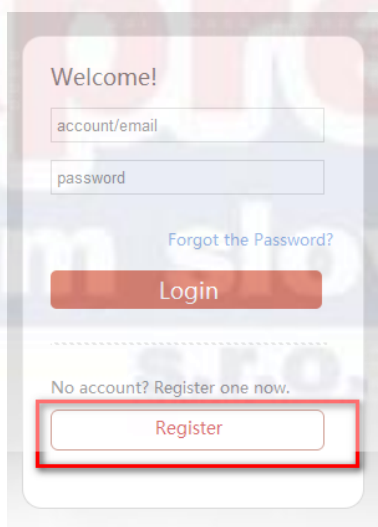 Welcome!
account/email
password
Forgot the Password?
Login
No account? Register one now.
Register
s.r.o.